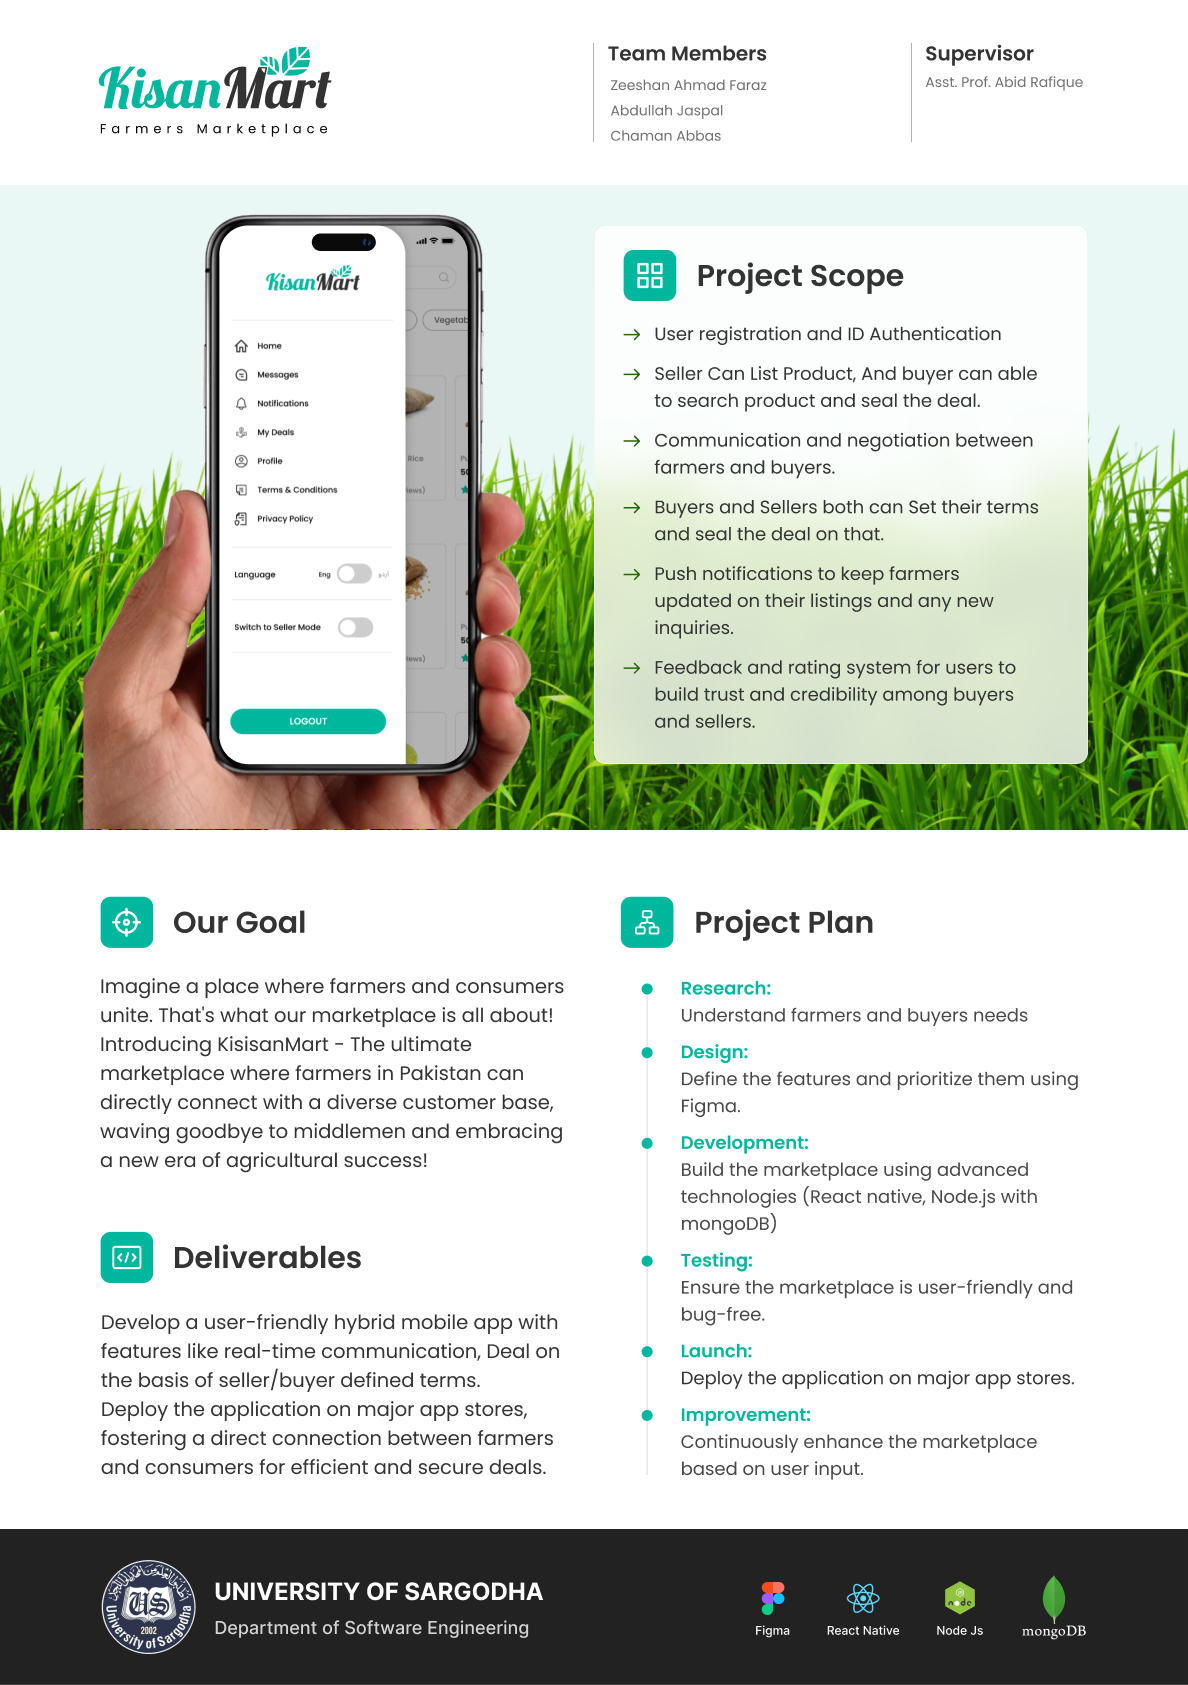 KisanMart
Farmers Marketplace
Team Members
Zeeshan Ahmad Faraz
Abdullah Jaspal
Chaman Abbas
Supervisor
Asst. Prof. Abid Rafique
KisanMart
Home
Messages
Notifications
My Deals
Profile
Terms & Conditions
Privacy Policy
Language
Eng
اردو
Switch to Seller Mode
LOGOUT
Rice
Project Scope
→ User registration and ID Authentication
→ Seller Can List Product, And buyer can able
to search product and seal the deal.
→ Communication and negotiation between
farmers and buyers.
→ Buyers and Sellers both can Set their terms
and seal the deal on that.
→ Push notifications to keep farmers
updated on their listings and any new
inquiries.
→ Feedback and rating system for users to
build trust and credibility among buyers
and sellers.
Our Goal
Imagine a place where farmers and consumers
unite. That's what our marketplace is all about!
Introducing KisisanMart - The ultimate
marketplace where farmers in Pakistan can
directly connect with a diverse customer base,
waving goodbye to middlemen and embracing
a new era of agricultural success!
Deliverables
Develop a user-friendly hybrid mobile app with
features like real-time communication, Deal on
the basis of seller/buyer defined terms.
Deploy the application on major app stores,
fostering a direct connection between farmers
and consumers for efficient and secure deals.
Project Plan
Research:
Understand farmers and buyers needs
Design:
Define the features and prioritize them using
Figma.
Development:
Build the marketplace using advanced
technologies (React native, Node.js with
mongoDB)
Testing:
Ensure the marketplace is user-friendly and
bug-free.
Launch:
Deploy the application on major app stores.
Improvement:
Continuously enhance the marketplace
based on user input.
US
2002
University of Sargodha
UNIVERSITY OF SARGODHA
Department of Software Engineering
Figma
React Native
node
Node Js
mongoDB